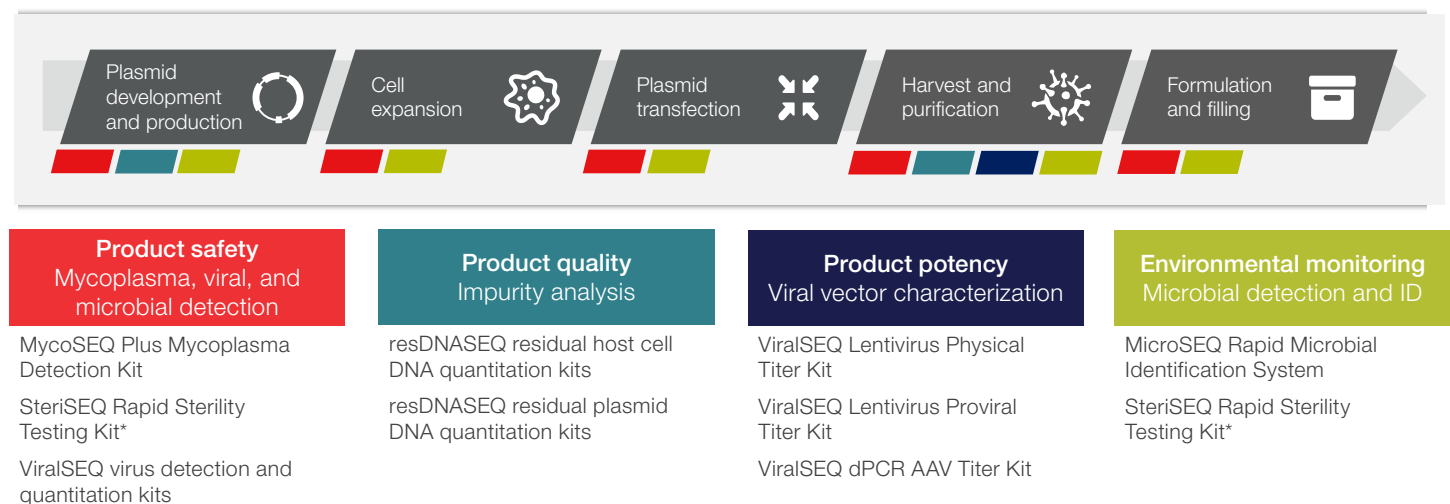 Plasmid
development
and production
Cell
expansion
Plasmid
transfection
Harvest and
purification
Formulation
and filling
Product safety
Mycoplasma, viral, and
microbial detection
MycoSEQ Plus Mycoplasma
Detection Kit
SteriSEQ Rapid Sterility
Testing Kit*
ViralSEQ virus detection and
quantitation kits
Product quality
Impurity analysis
resDNASEQ residual host cell
DNA quantitation kits
resDNASEQ residual plasmid
DNA quantitation kits
Product potency
Viral vector characterization
ViralSEQ Lentivirus Physical
Titer Kit
ViralSEQ Lentivirus Proviral
Titer Kit
ViralSEQ dPCR AAV Titer Kit
Environmental monitoring
Microbial detection and ID
MicroSEQ Rapid Microbial
Identification System
SteriSEQ Rapid Sterility
Testing Kit*